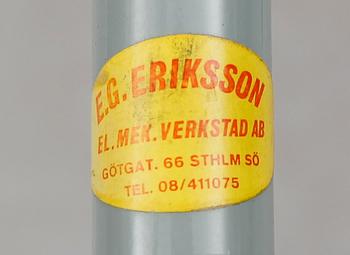 E.G. ERIKSSON
EL. MEK. VERKSTAD AB
GÖTGAT. 66 STHLM SÖ
TEL. 08/411075